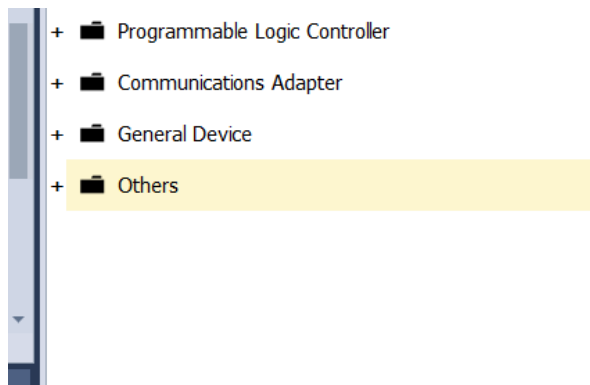 + Programmable Logic Controller
+ Communications Adapter
+ General Device
+ Others